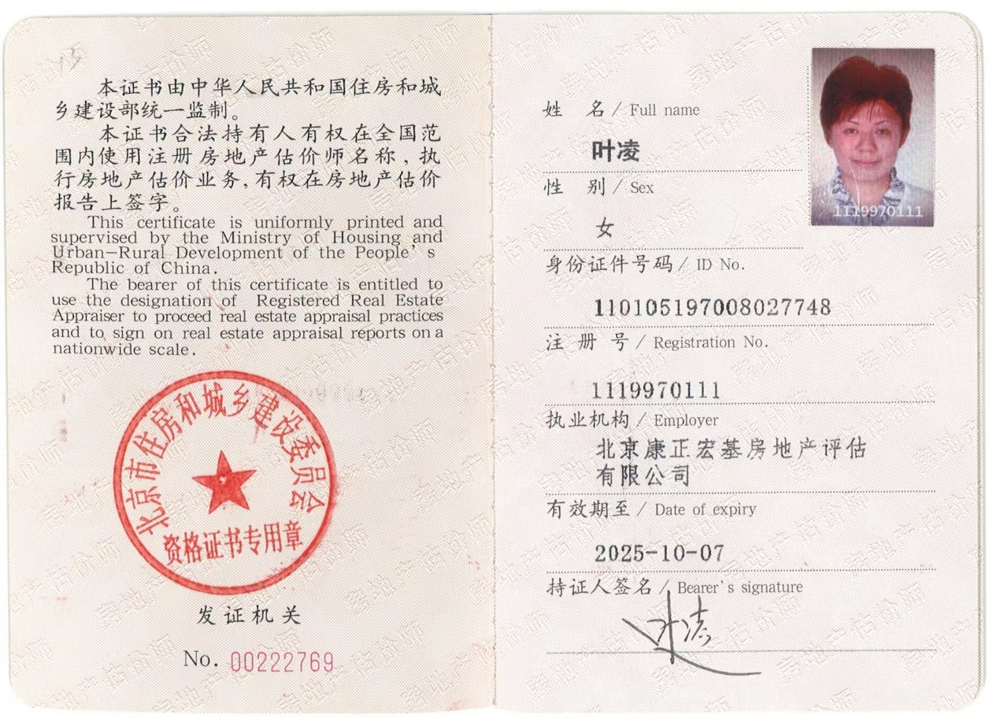 本证书由中华人民共和国住房和城
乡建设部统一监制。
本证书合法持有人有权在全国范
围内使用注册房地产估价师名称，执
行房地产估价业务，有权在房地产估价
报告上签字。
This certificate is uniformly printed and
supervised by the Ministry of Housing and
Urban-Rural Development of the People's
Republic of China.
The bearer of this certificate is entitled to
use the designation of Registered Real Estate
Appraiser to proceed real estate appraisal practices
and to sign on real estate appraisal reports on a
nationwide scale.
北京市住房和城乡建设委员会
资格证书专用章
发证机关
No. 00222769
姓 名 / Full name
叶凌
性 别 / Sex
女
身份证件号码 / ID No.
110105197008027748
注 册 号 / Registration No.
1119970111
执业机构 / Employer
北京康正宏基房地产评估
有限公司
有效期至 / Date of expiry
2025-10-07
持证人签名 / Bearer's signature
叶凌
1119970111
房地产估价师